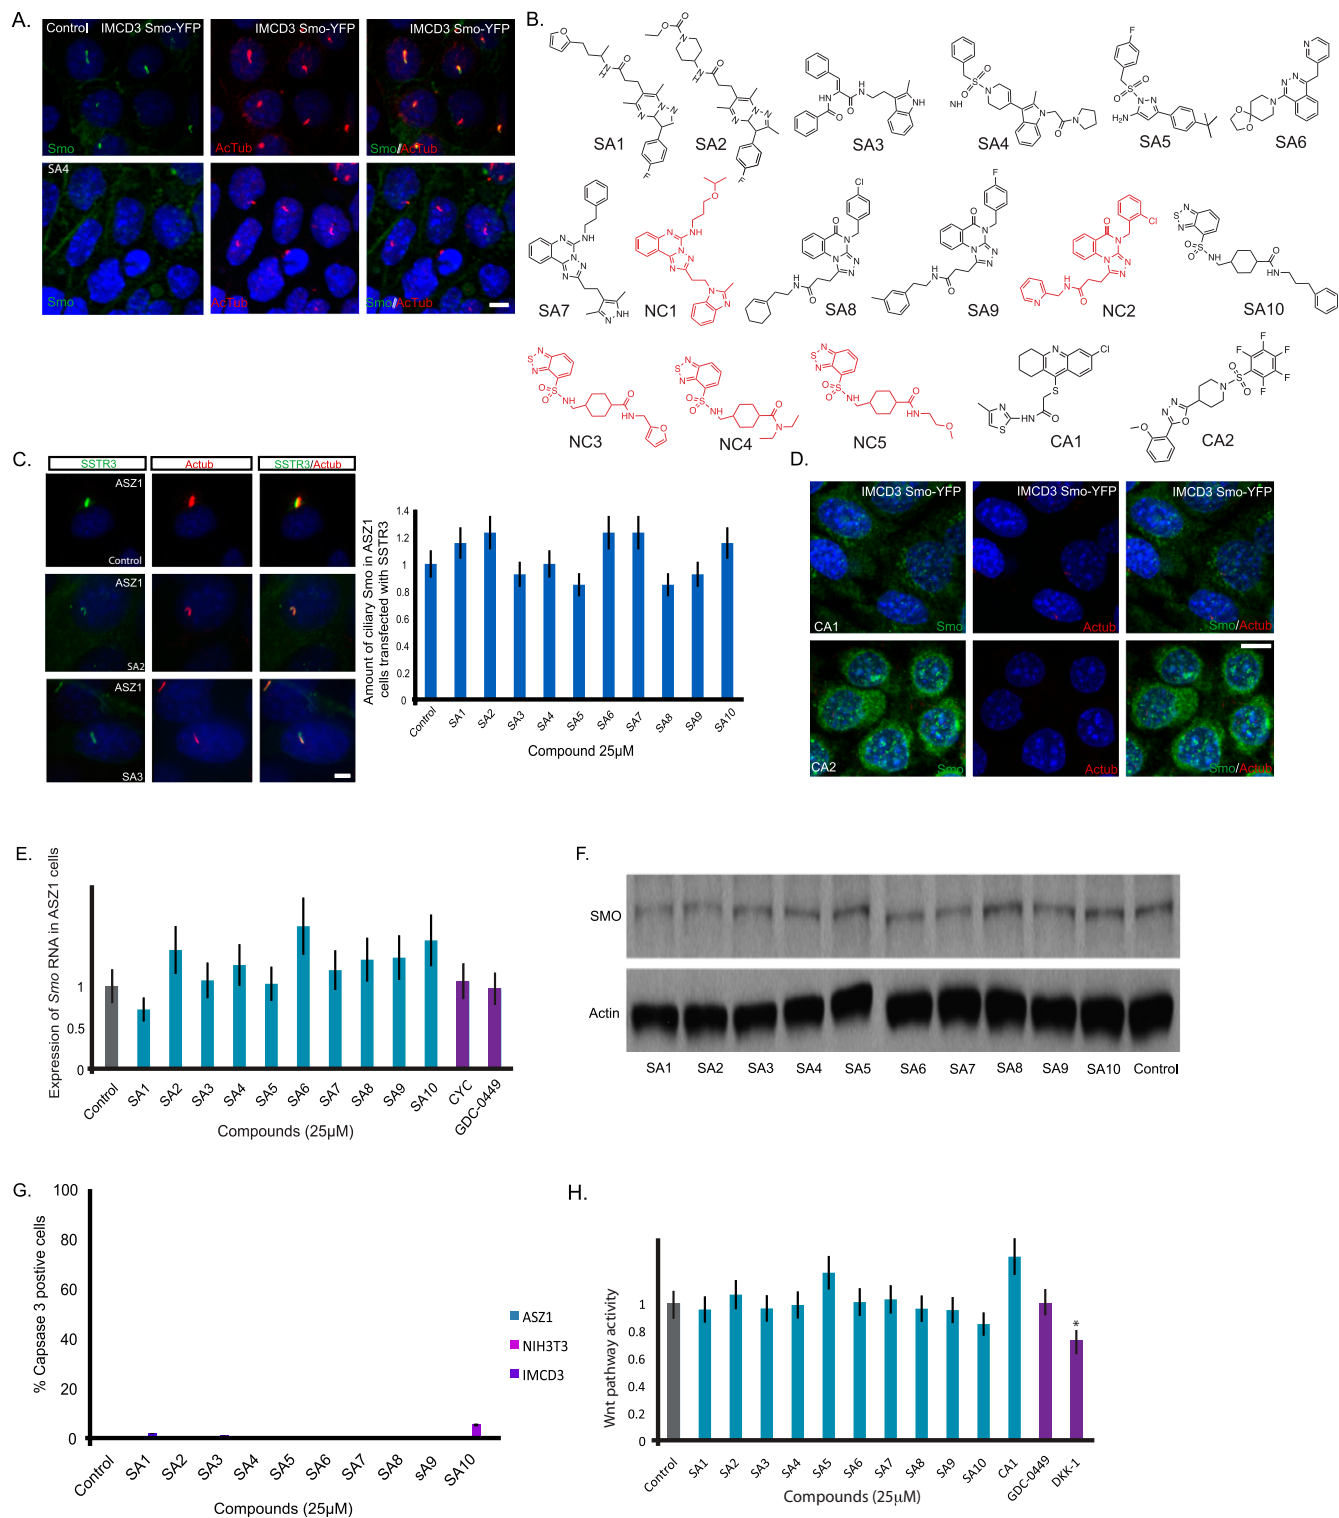 A.
Control IMCD3 Smo-YFP
IMCD3 Smo-YFP
IMCD3 Smo-YFP
Smo
AcTub
Smo/AcTub
SA4
Smo
AcTub
Smo/AcTub
B.
SA1
SA2
SA3
SA4
SA5
SA6
SA7
NC1
SA8
SA9
NC2
SA10
NC3
NC4
NC5
CA1
CA2
C.
SSTR3
Actub
SSTR3/Actub
ASZ1
Control
ASZ1
SA2
ASZ1
SA3
Amount of ciliary Smo in ASZ1
cells transfected with SSTR3
1.4
1.2
1
0.8
0.6
0.4
0.2
0
Control
SA1
SA2
SA3
SA4
SA5
SA6
SA7
SA8
SA9
SA10
Compound 25µM
D.
IMCD3 Smo-YFP
IMCD3 Smo-YFP
IMCD3 Smo-YFP
CA1
Smo
Actub
Smo/Actub
CA2
Smo
Actub
Smo/Actub
E.
Expression of Smo RNA in ASZ1 cells
1
0.5
0
Control
SA1
SA2
SA3
SA4
SA5
SA6
SA7
SA8
SA9
SA10
CYC
GDC-0449
Compounds (25µM)
F.
SMO
Actin
SA1 SA2 SA3 SA4 SA5 SA6 SA7 SA8 SA9 SA10 Control
G.
% Capsase 3 postive cells
100
80
60
40
20
0
Control
SA1
SA2
SA3
SA4
SA5
SA6
SA7
SA8
sA9
SA10
Compounds (25µM)
ASZ1
NIH3T3
IMCD3
H.
Wnt pathway activity
1
0.8
0.6
0.4
0.2
0
*
Control
SA1
SA2
SA3
SA4
SA5
SA6
SA7
SA8
SA9
SA10
CA1
GDC-0449
DKK-1
Compounds (25µM)